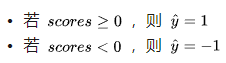 • 若 scores ≥ 0 ，则 ŷ = 1
• 若 scores < 0 ，则 ŷ = −1